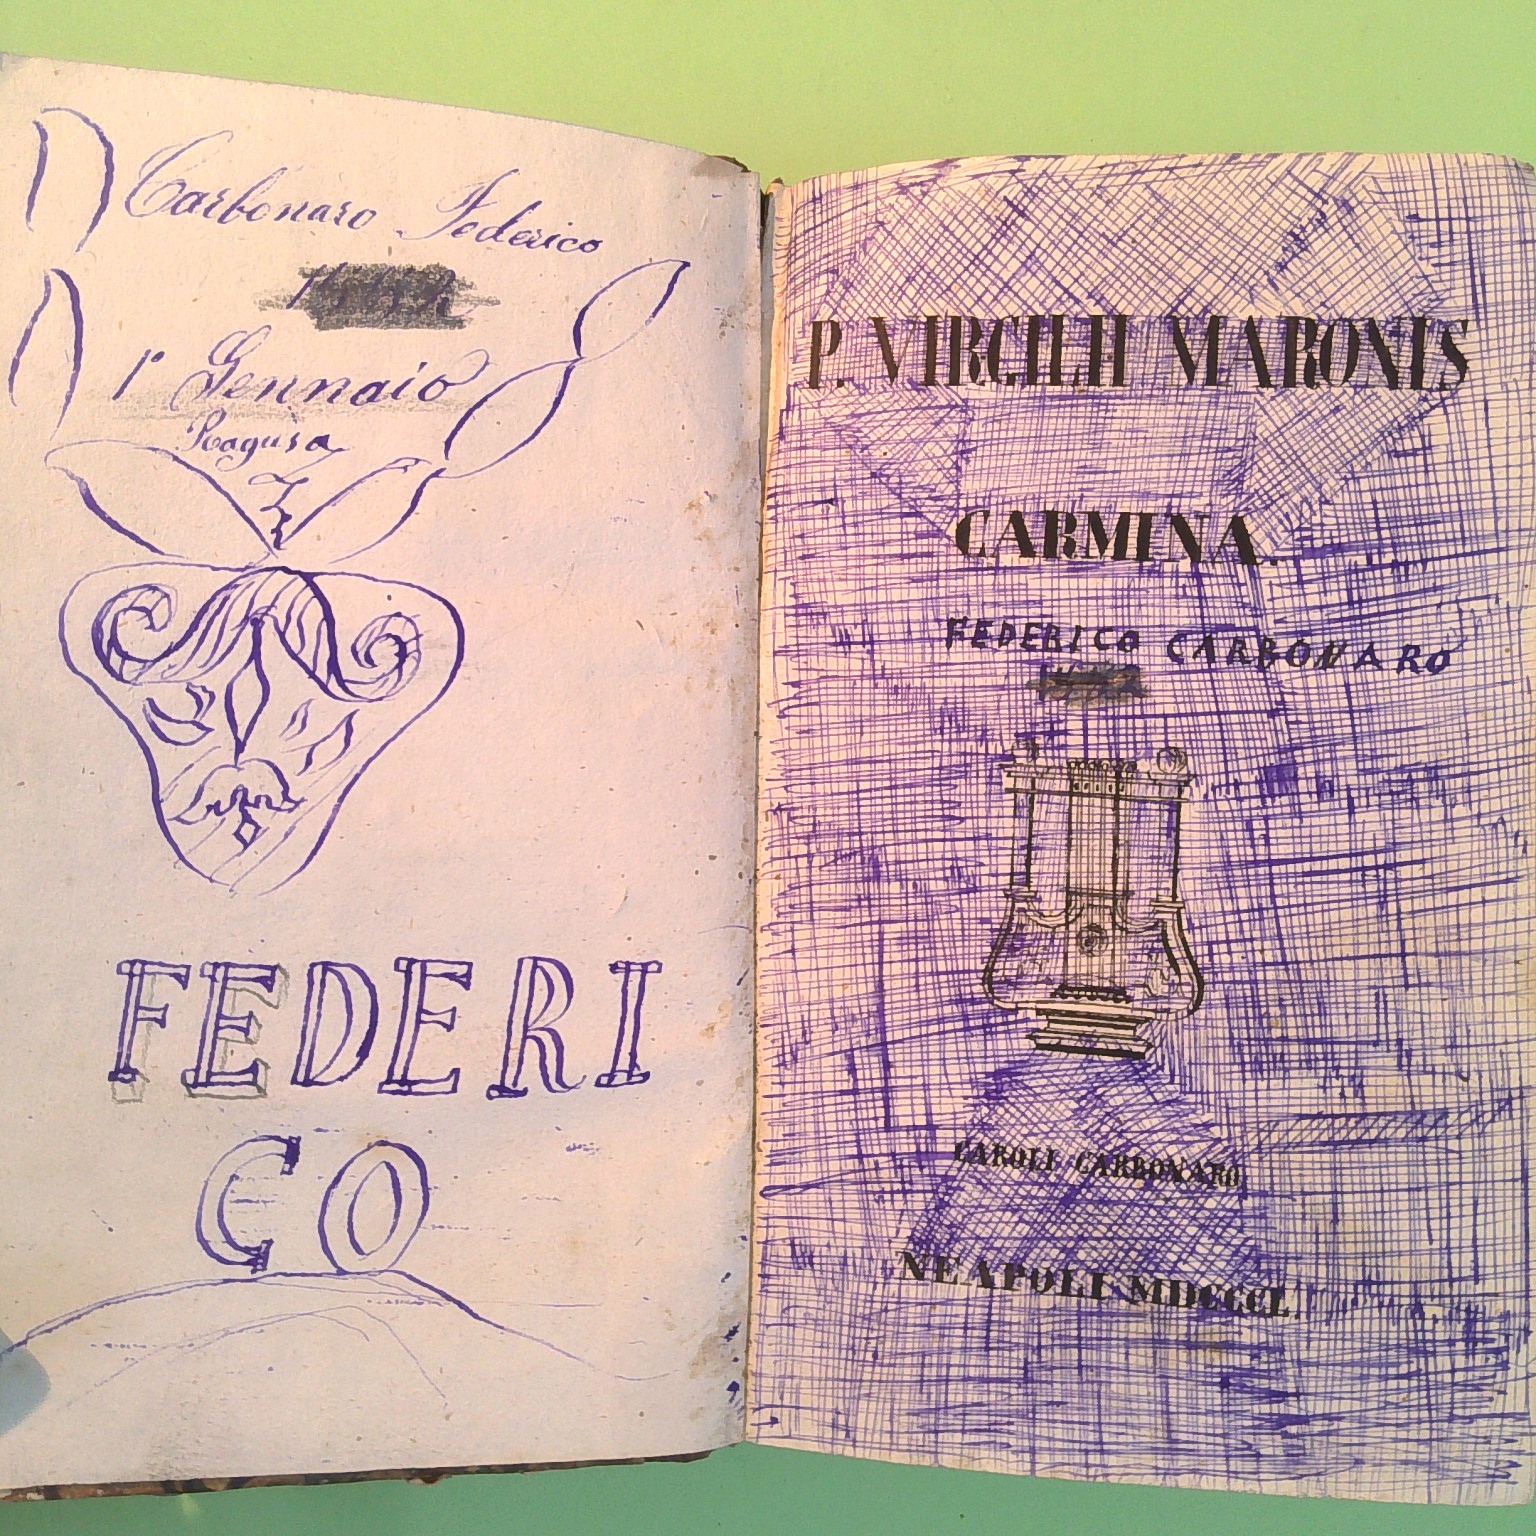 Carbonaro Federico
1° Gennaio
Ragusa
FEDERI
CO
P. VIRGILII MARONIS
CARMINA.
FEDERICO CARBONARO
CAROLI CARBONARO
NEAPOLI MDCCCL.